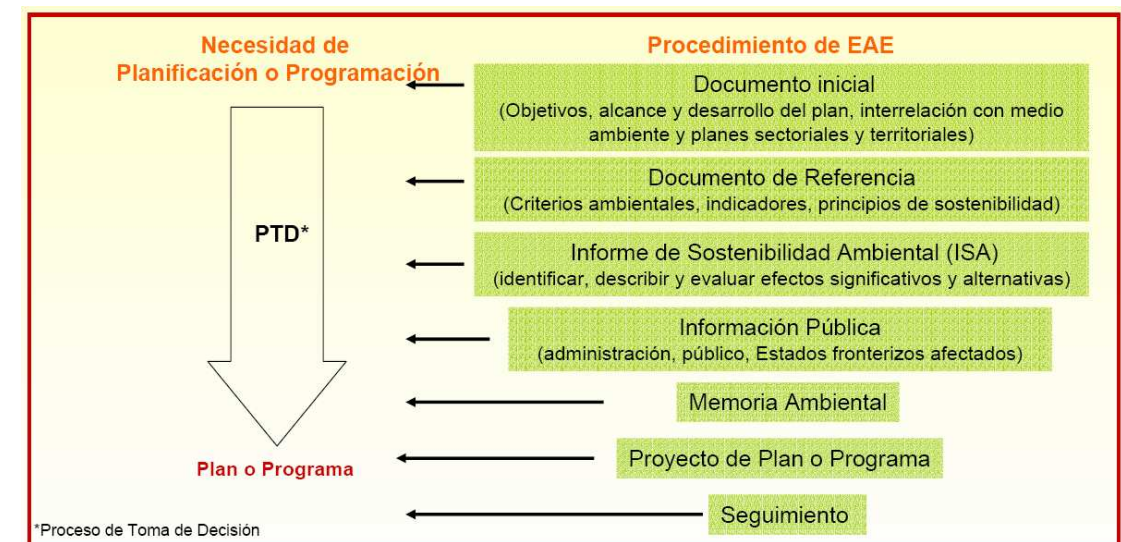 Necesidad de
Planificación o Programación
Procedimiento de EAE
Documento inicial
(Objetivos, alcance y desarrollo del plan, interrelación con medio
ambiente y planes sectoriales y territoriales)
Documento de Referencia
(Criterios ambientales, indicadores, principios de sostenibilidad)
PTD*
Informe de Sostenibilidad Ambiental (ISA)
(identificar, describir y evaluar efectos significativos y alternativas)
Información Pública
(administración, público, Estados fronterizos afectados)
Memoria Ambiental
Plan o Programa
Proyecto de Plan o Programa
Seguimiento
*Proceso de Toma de Decisión